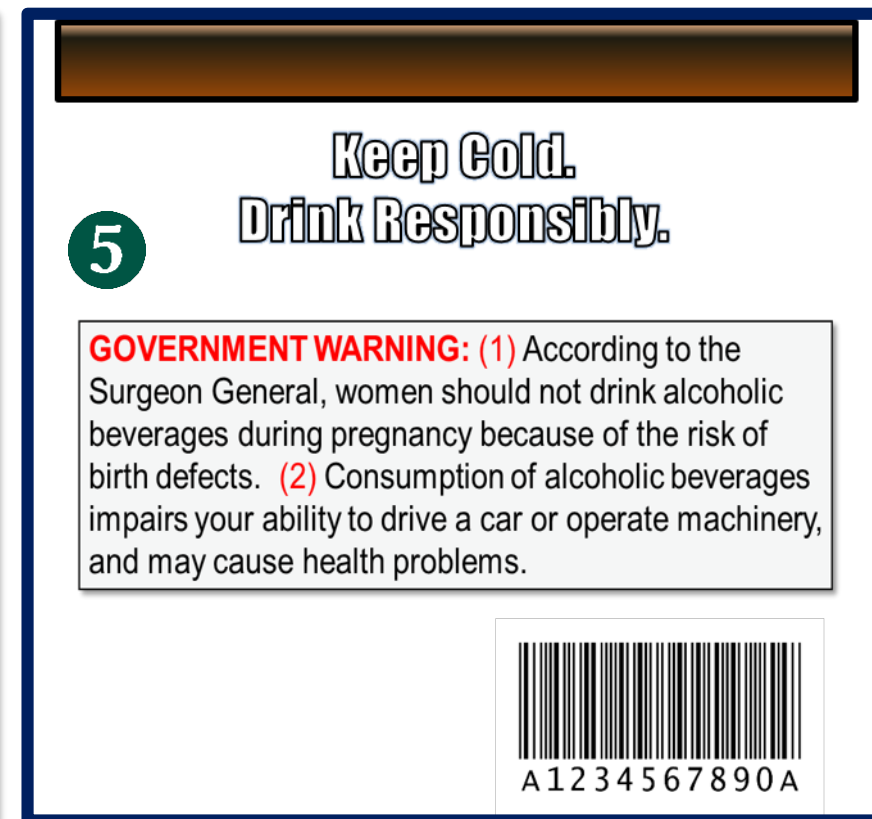 Keep Cold.
Drink Responsibly.
5
GOVERNMENT WARNING: (1) According to the
Surgeon General, women should not drink alcoholic
beverages during pregnancy because of the risk of
birth defects.  (2) Consumption of alcoholic beverages
impairs your ability to drive a car or operate machinery,
and may cause health problems.
A1234567890A